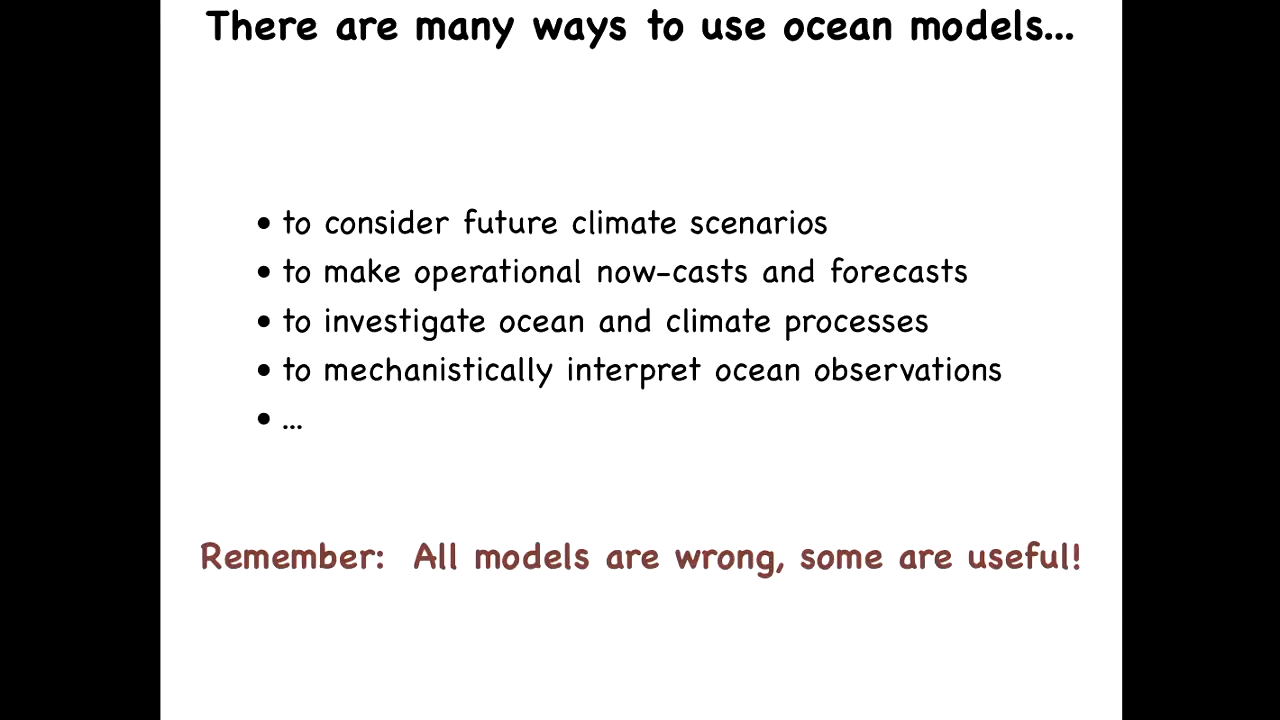 There are many ways to use ocean models...
• to consider future climate scenarios
• to make operational now-casts and forecasts
• to investigate ocean and climate processes
• to mechanistically interpret ocean observations
• ...
Remember:  All models are wrong, some are useful!